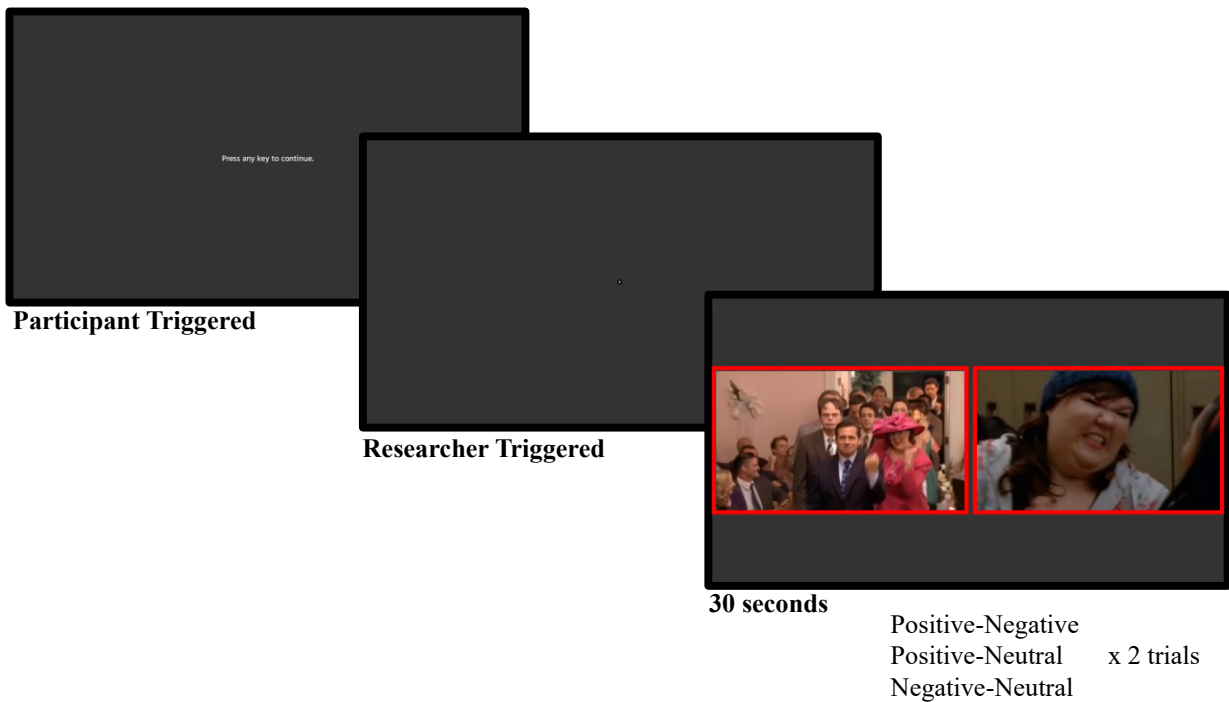 Press any key to continue.
Participant Triggered
Researcher Triggered
30 seconds
Positive-Negative
Positive-Neutral x 2 trials
Negative-Neutral